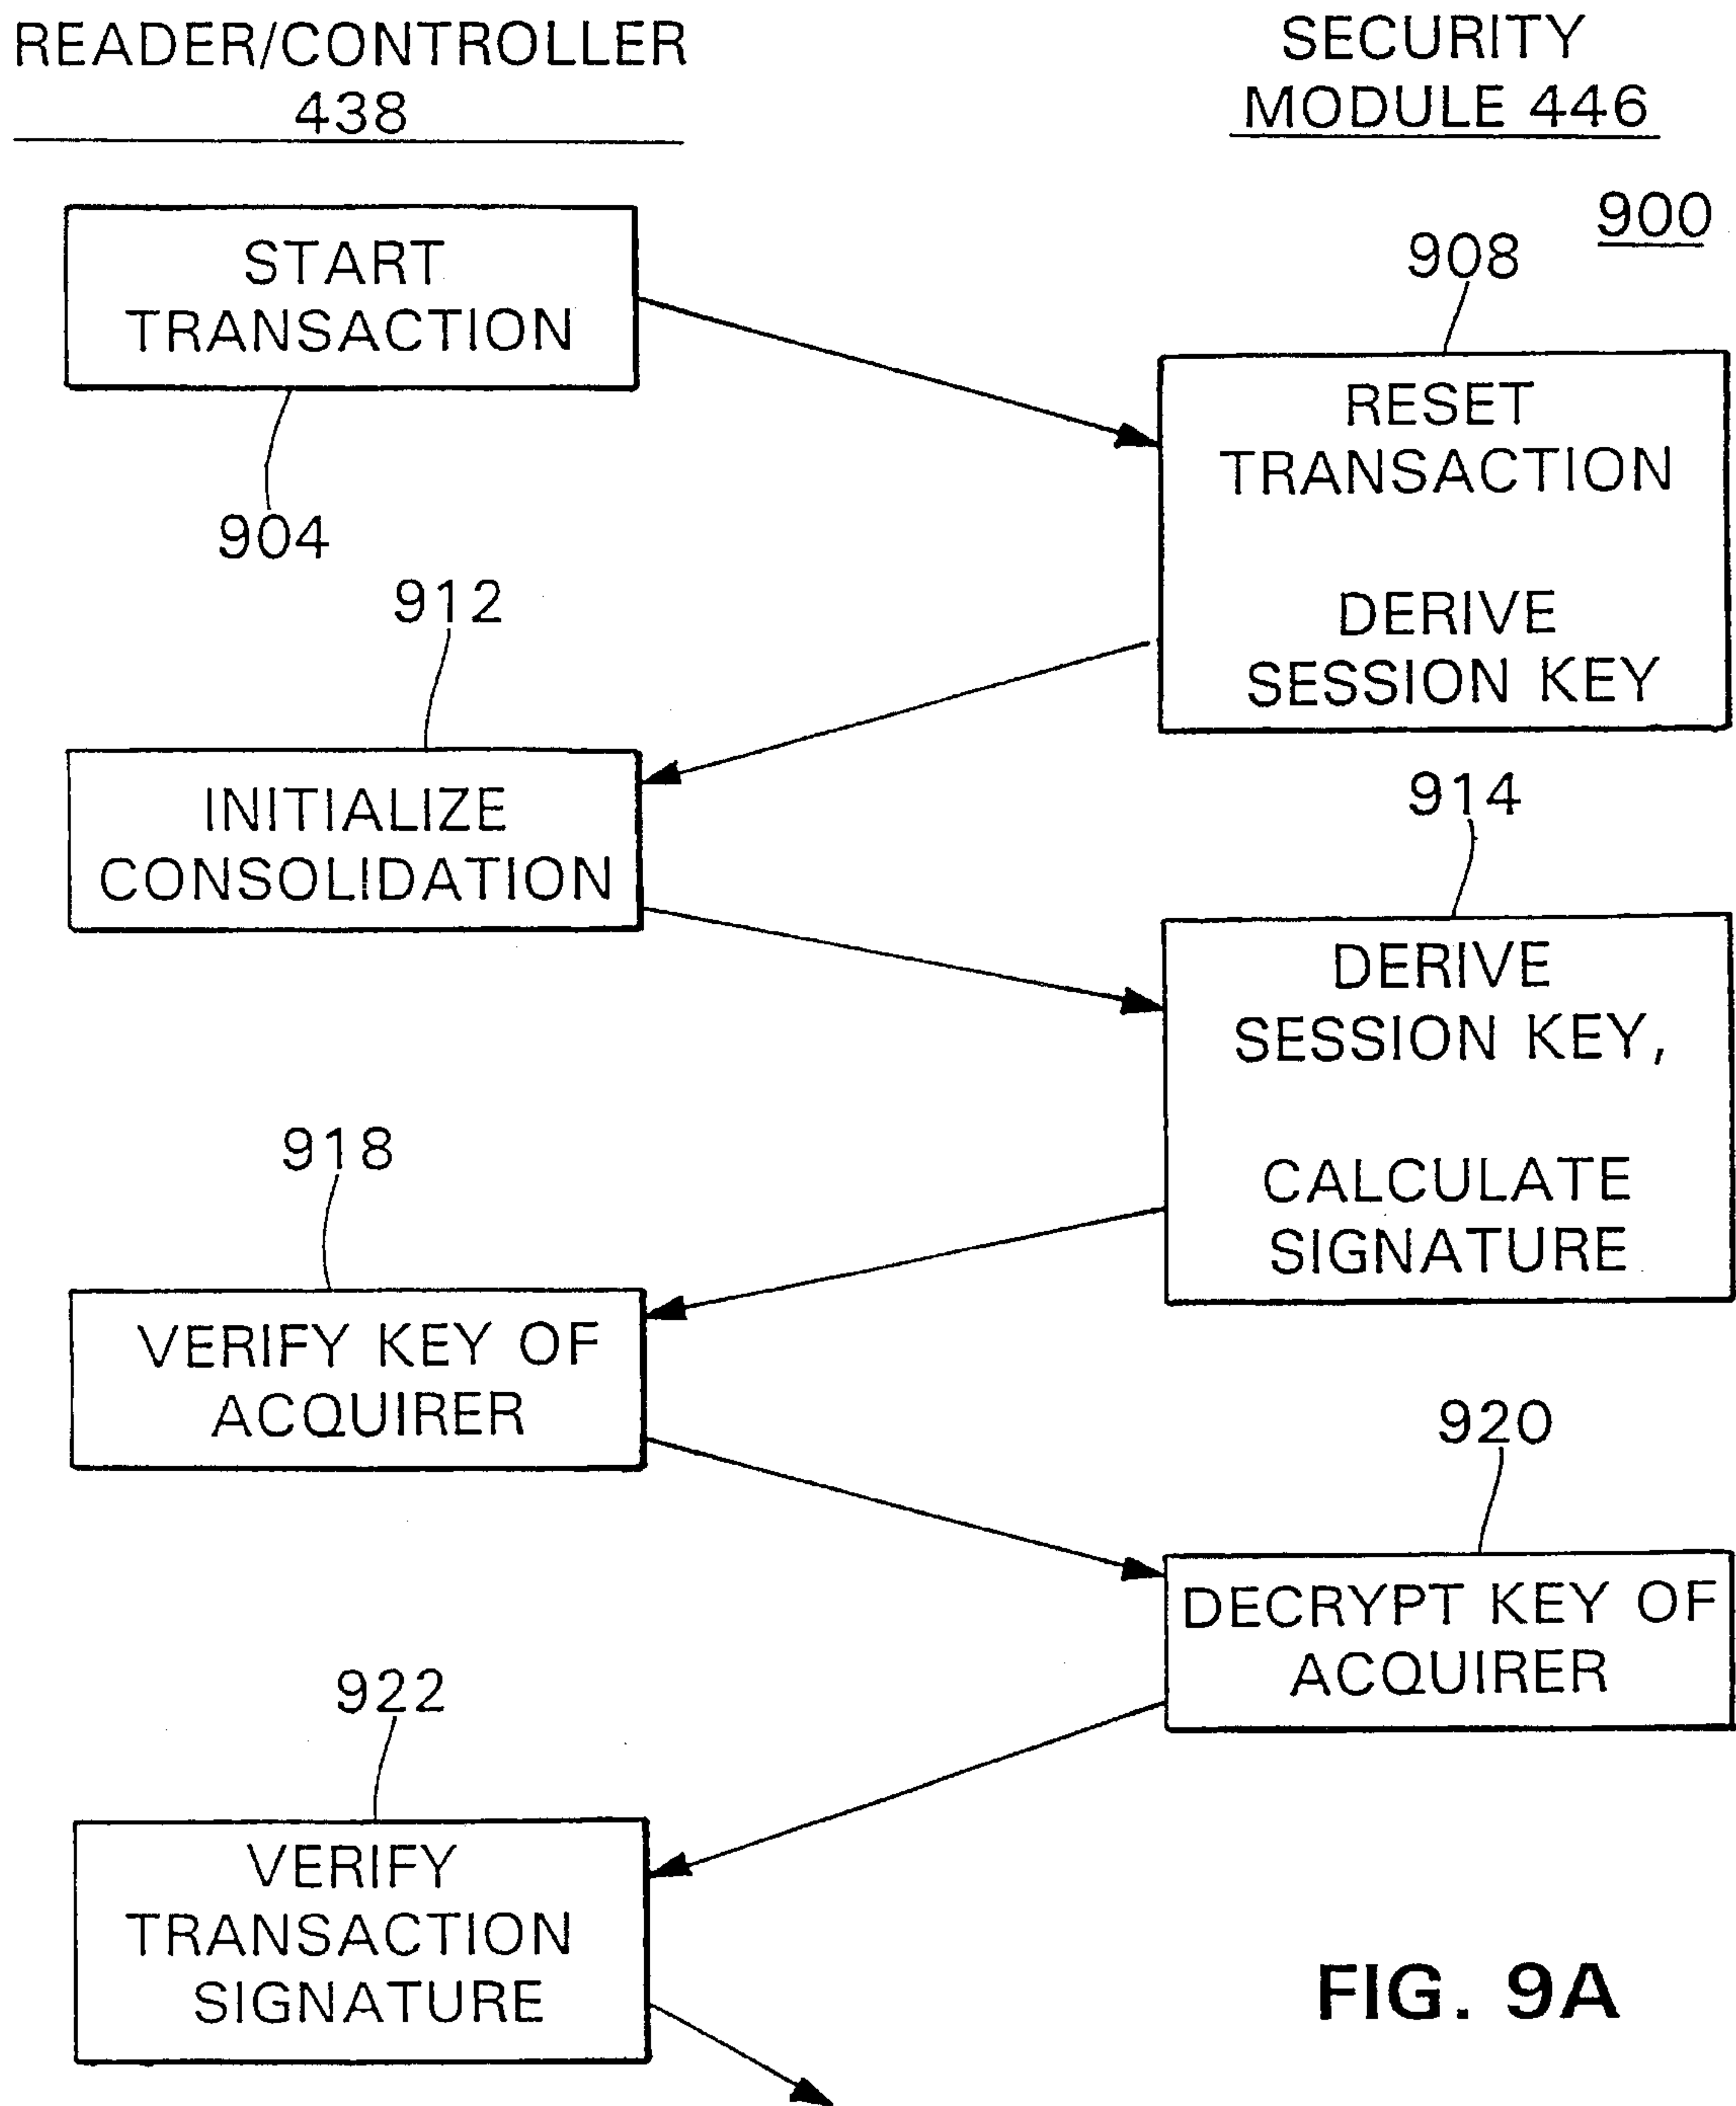 READER/CONTROLLER
438
SECURITY
MODULE 446
900
START
TRANSACTION
904
908
RESET
TRANSACTION
DERIVE
SESSION KEY
912
INITIALIZE
CONSOLIDATION
914
DERIVE
SESSION KEY,
CALCULATE
SIGNATURE
918
VERIFY KEY OF
ACQUIRER
920
DECRYPT KEY OF
ACQUIRER
922
VERIFY
TRANSACTION
SIGNATURE
FIG. 9A